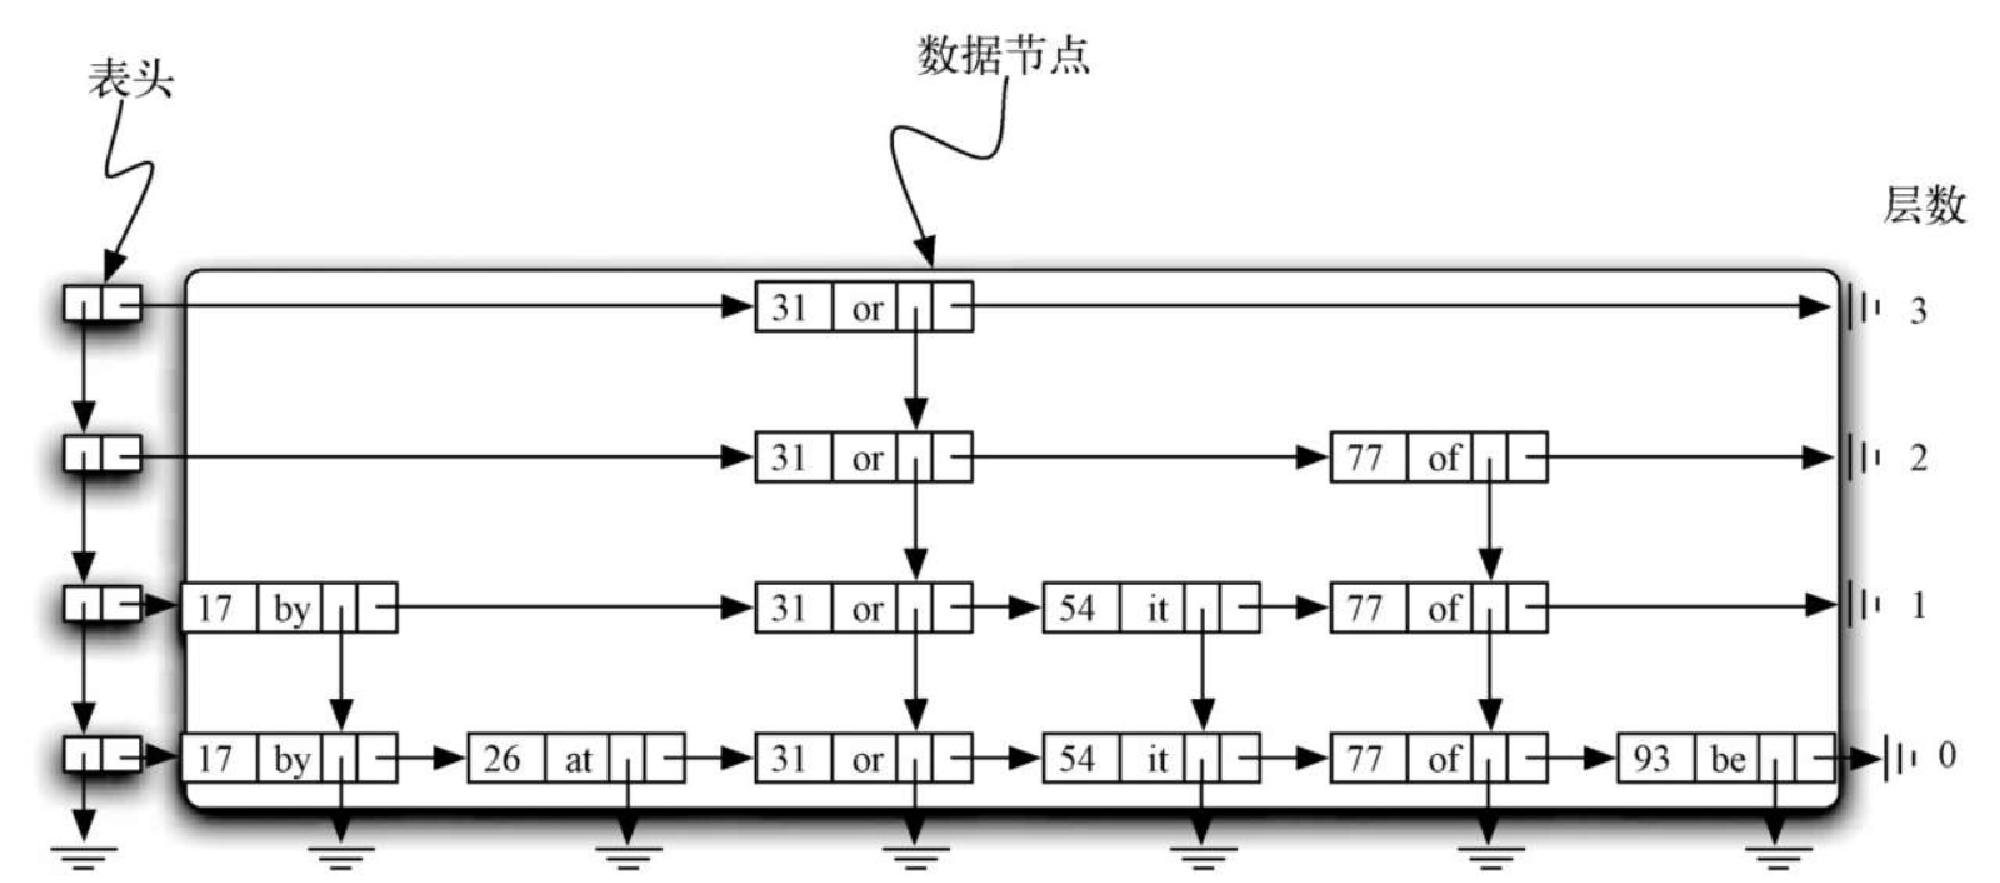 表头
数据节点
层数
31 or 3
31 or 77 of 2
17 by 31 or 54 it 77 of 1
17 by 26 at 31 or 54 it 77 of 93 be 0